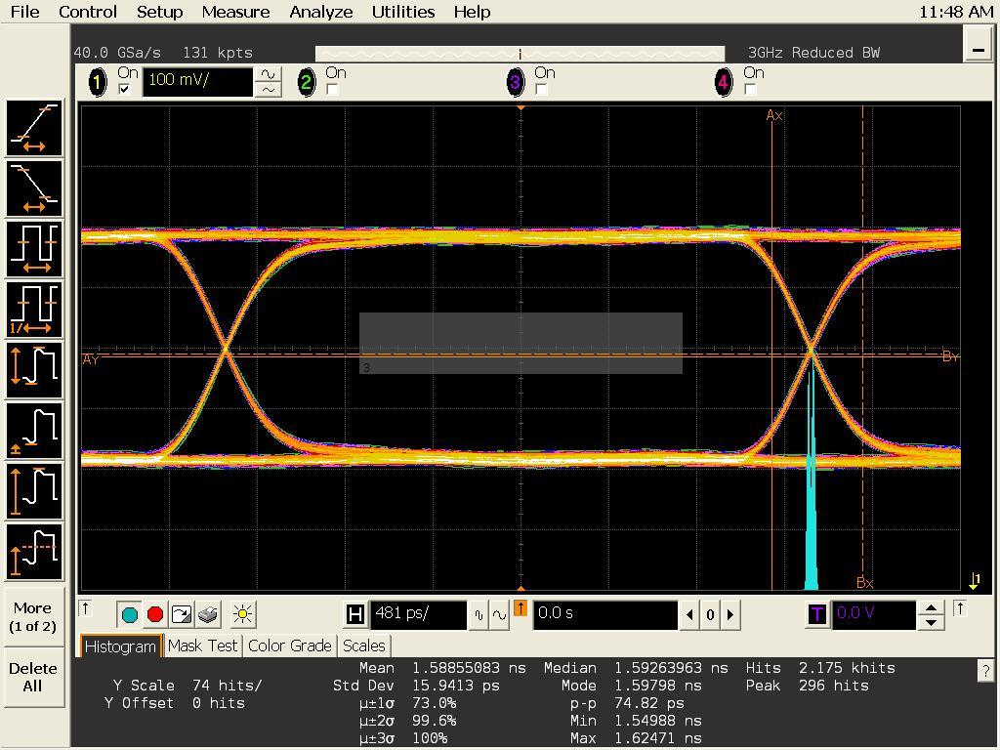 File Control Setup Measure Analyze Utilities Help 11:48 AM
40.0 GSa/s 131 kpts 3GHz Reduced BW
1 On 100 mV/ 2 On 3 On 4 On
Ax
AY
BY
3
Bx
1/
1
More
(1 of 2)
Delete
All
H 481 ps/ 0.0 s 0 T 0.0 V
Histogram Mask Test Color Grade Scales
?
Mean 1.58855083 ns Median 1.59263963 ns Hits 2.175 khits
Y Scale 74 hits/ Std Dev 15.9413 ps Mode 1.59798 ns Peak 296 hits
Y Offset 0 hits µ±1σ 73.0% p-p 74.82 ps
µ±2σ 99.6% Min 1.54988 ns
µ±3σ 100% Max 1.62471 ns